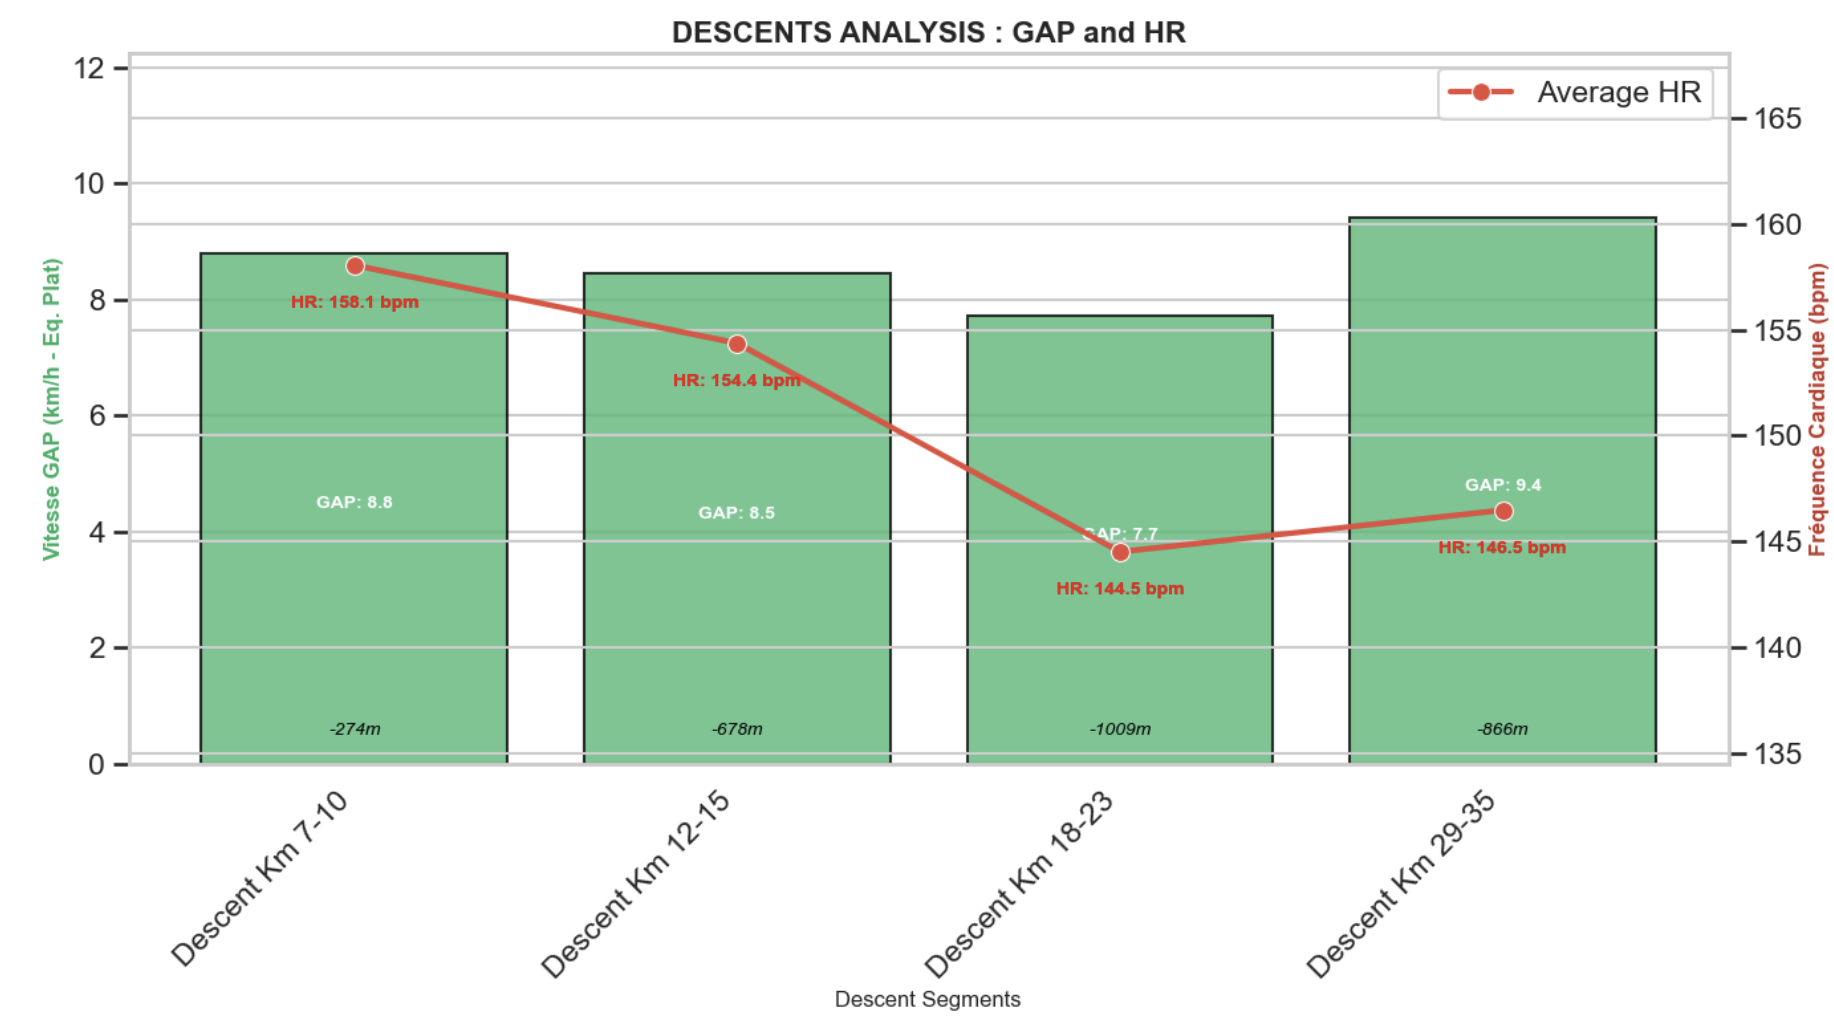 DESCENTS ANALYSIS : GAP and HR
Average HR
Vitesse GAP (km/h - Eq. Plat)
12
10
8
6
4
2
0
HR: 158.1 bpm
GAP: 8.8
-274m
HR: 154.4 bpm
GAP: 8.5
-678m
GAP: 7.7
HR: 144.5 bpm
-1009m
GAP: 9.4
HR: 146.5 bpm
-866m
165
160
155
150
145
140
135
Fréquence Cardiaque (bpm)
Descent Km 7-10
Descent Km 12-15
Descent Km 18-23
Descent Km 29-35
Descent Segments